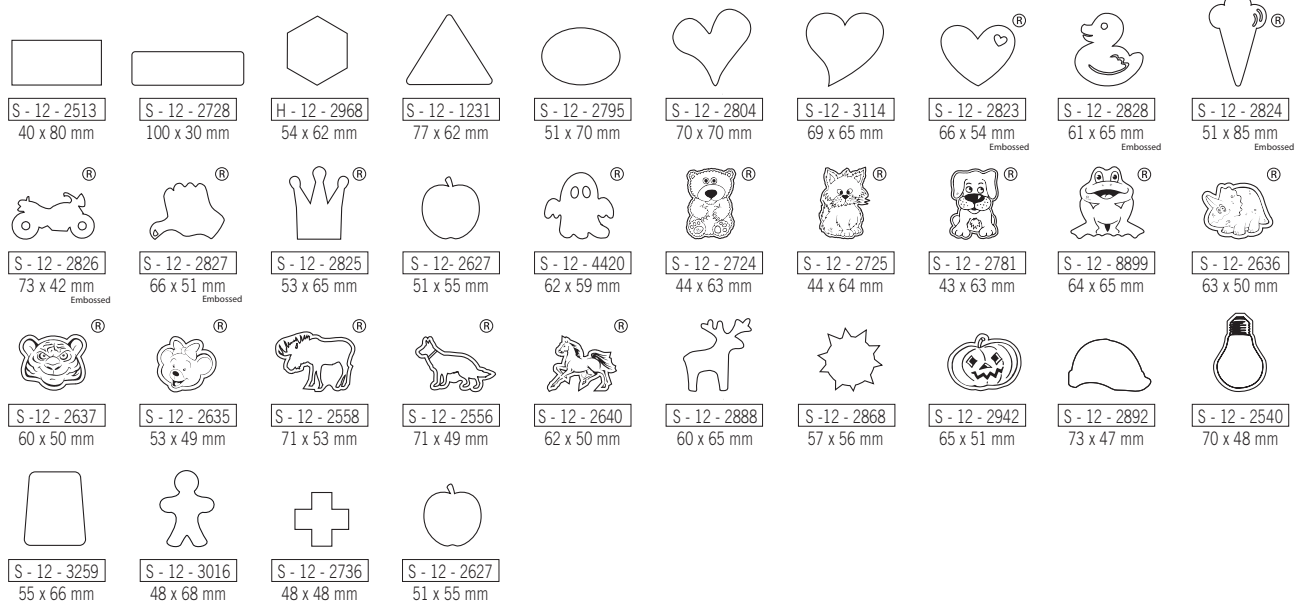 ® ®
S - 12 - 2513 S - 12 - 2728 H - 12 - 2968 S - 12 - 1231 S - 12 - 2795 S - 12 - 2804 S -12 - 3114 S - 12 - 2823 S - 12 - 2828 S - 12 - 2824
40 x 80 mm 100 x 30 mm 54 x 62 mm 77 x 62 mm 51 x 70 mm 70 x 70 mm 69 x 65 mm 66 x 54 mm 61 x 65 mm 51 x 85 mm
Embossed Embossed Embossed
® ® ® ® ® ® ® ® ®
S - 12 - 2826 S - 12 - 2827 S - 12 - 2825 S - 12 - 2627 S - 12 - 4420 S - 12 - 2724 S - 12 - 2725 S - 12 - 2781 S - 12 - 8899 S - 12 - 2636
73 x 42 mm 66 x 51 mm 53 x 65 mm 51 x 55 mm 62 x 59 mm 44 x 63 mm 44 x 64 mm 43 x 63 mm 64 x 65 mm 63 x 50 mm
Embossed Embossed
® ® ® ® ®
S -12 - 2637 S - 12 - 2635 S - 12 - 2558 S - 12 - 2556 S - 12 - 2640 S - 12 - 2888 S -12 - 2868 S - 12 - 2942 S - 12 - 2892 S - 12 - 2540
60 x 50 mm 53 x 49 mm 71 x 53 mm 71 x 49 mm 62 x 50 mm 60 x 65 mm 57 x 56 mm 65 x 51 mm 73 x 47 mm 70 x 48 mm
S - 12 - 3259 S - 12 - 3016 S - 12 - 2736 S - 12 - 2627
55 x 66 mm 48 x 68 mm 48 x 48 mm 51 x 55 mm